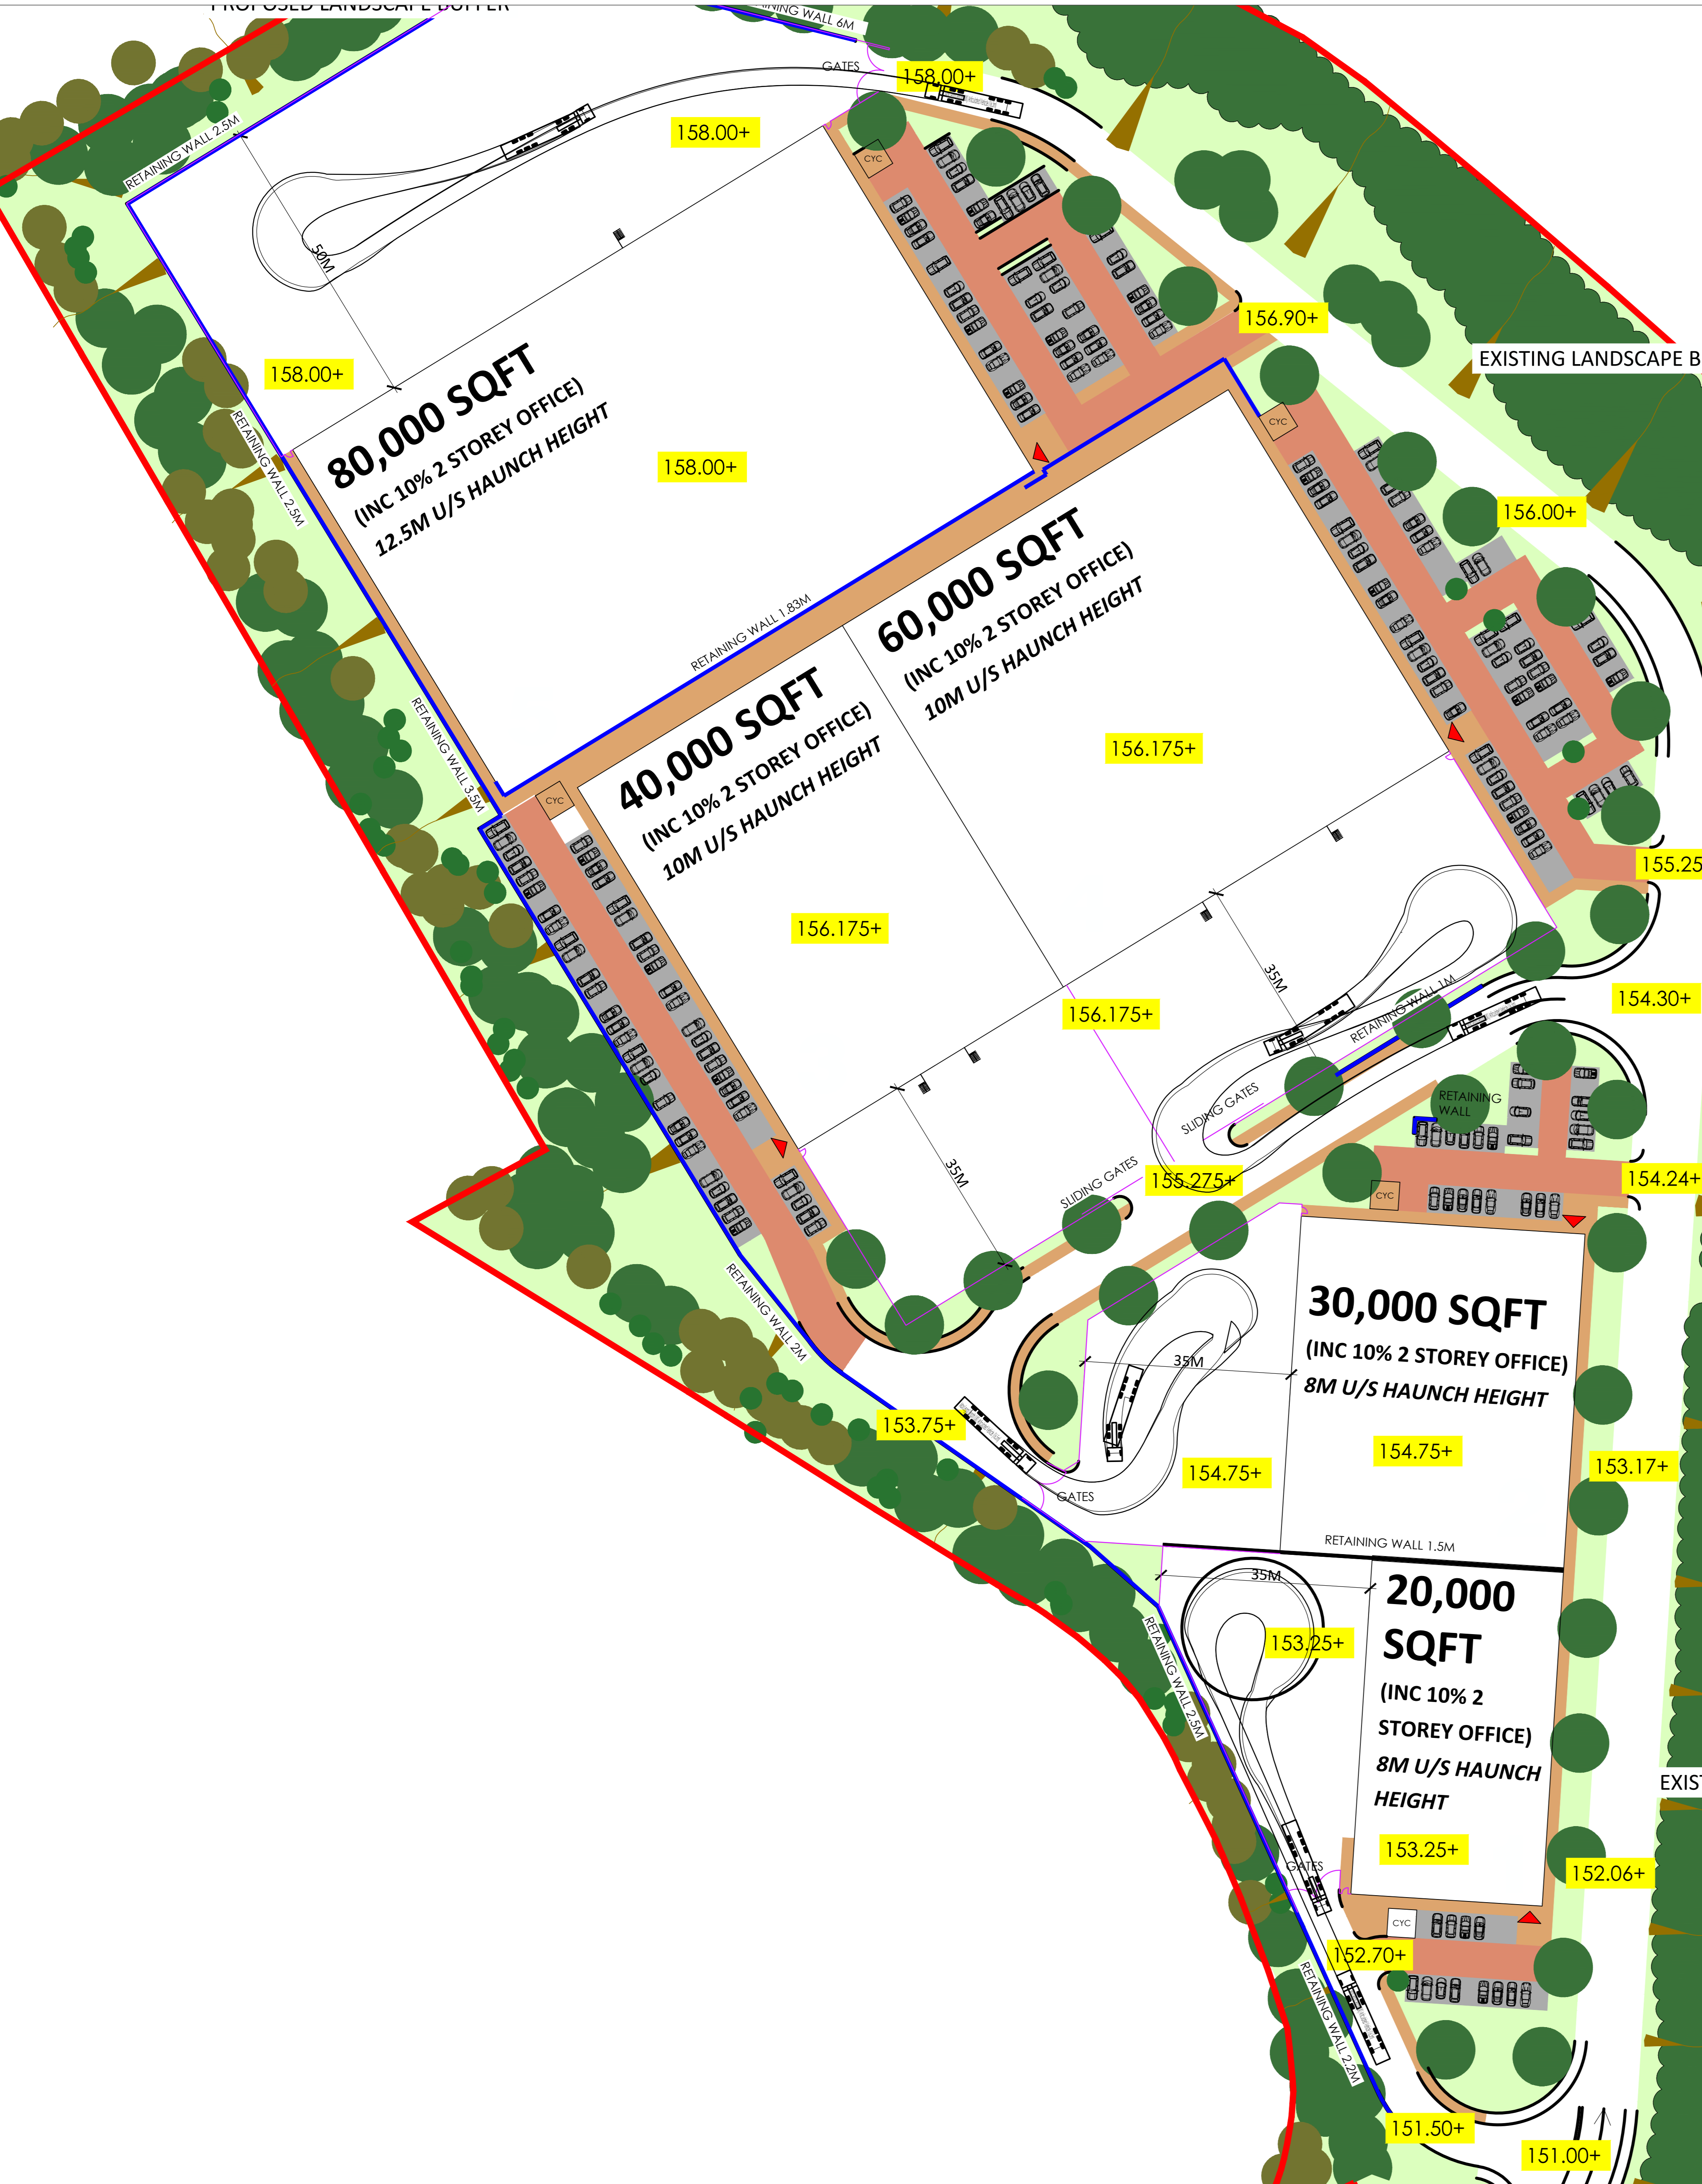 PROPOSED LANDSCAPE BUFFER
RETAINING WALL 6M
GATES
158.00+
158.00+
RETAINING WALL 2.5M
CYC
50M
156.90+
EXISTING LANDSCAPE B
158.00+
80,000 SQFT
(INC 10% 2 STOREY OFFICE)
12.5M U/S HAUNCH HEIGHT
158.00+
RETAINING WALL 2.5M
CYC
156.00+
60,000 SQFT
(INC 10% 2 STOREY OFFICE)
10M U/S HAUNCH HEIGHT
RETAINING WALL 1.83M
40,000 SQFT
(INC 10% 2 STOREY OFFICE)
10M U/S HAUNCH HEIGHT
RETAINING WALL 3.5M
CYC
156.175+
156.175+
155.25
156.175+
35M
RETAINING WALL 1M
154.30+
SLIDING GATES
RETAINING
WALL
SLIDING GATES
35M
155.275+
154.24+
CYC
RETAINING WALL 2M
30,000 SQFT
(INC 10% 2 STOREY OFFICE)
8M U/S HAUNCH HEIGHT
35M
153.75+
154.75+
154.75+
153.17+
GATES
RETAINING WALL 1.5M
35M
20,000
SQFT
(INC 10% 2
STOREY OFFICE)
8M U/S HAUNCH
HEIGHT
153.25+
RETAINING WALL 2.5M
EXIST
153.25+
GATES
152.06+
CYC
152.70+
RETAINING WALL 2.2M
151.50+
151.00+